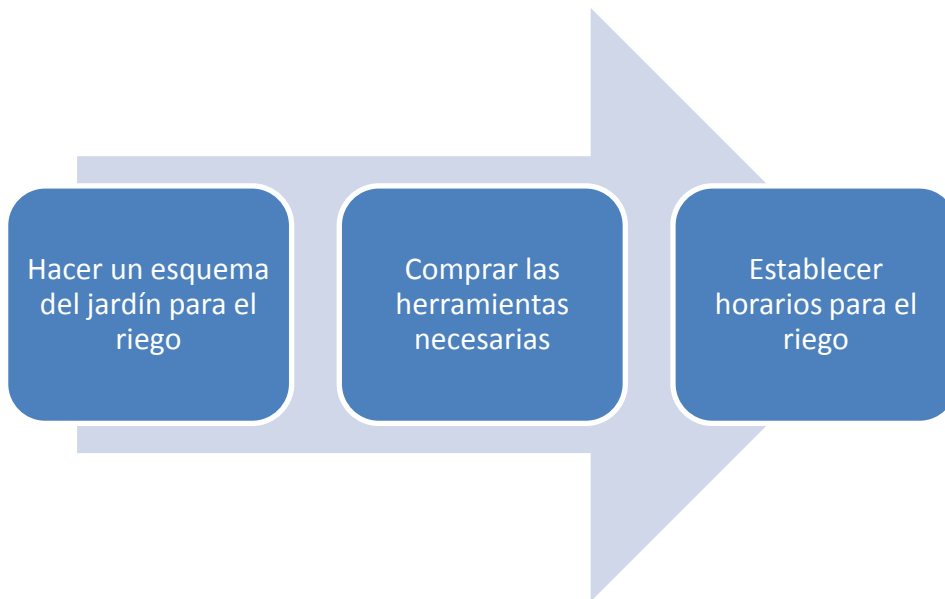 Hacer un esquema
del jardín para el
riego
Comprar las
herramientas
necesarias
Establecer
horarios para el
riego